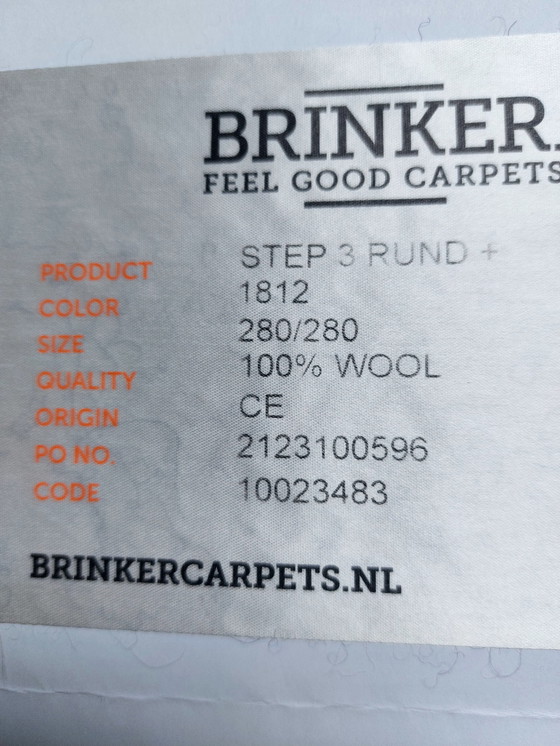 BRINKER.
FEEL GOOD CARPETS
PRODUCT STEP 3 RUND +
COLOR 1812
SIZE 280/280
QUALITY 100% WOOL
ORIGIN CE
PO NO. 2123100596
CODE 10023483
BRINKERCARPETS.NL